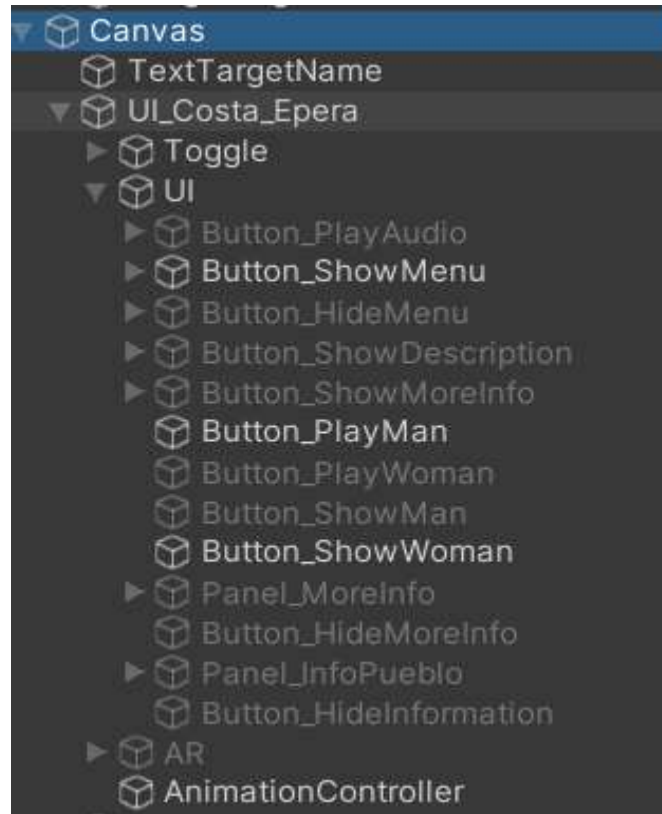 Canvas
TextTargetName
UI_Costa_Epera
Toggle
UI
Button_PlayAudio
Button_ShowMenu
Button_HideMenu
Button_ShowDescription
Button_ShowMoreInfo
Button_PlayMan
Button_PlayWoman
Button_ShowMan
Button_ShowWoman
Panel_MoreInfo
Button_HideMoreInfo
Panel_InfoPueblo
Button_HideInformation
AR
AnimationController